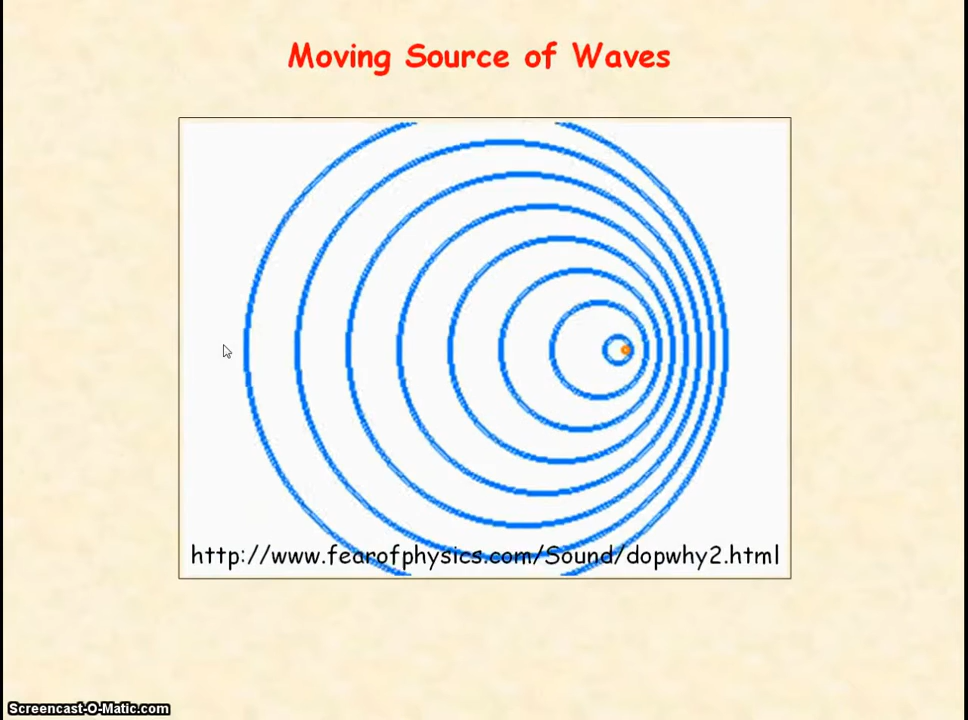 Moving Source of Waves
http://www.fearofphysics.com/Sound/dopwhy2.html
Screencast-O-Matic.com